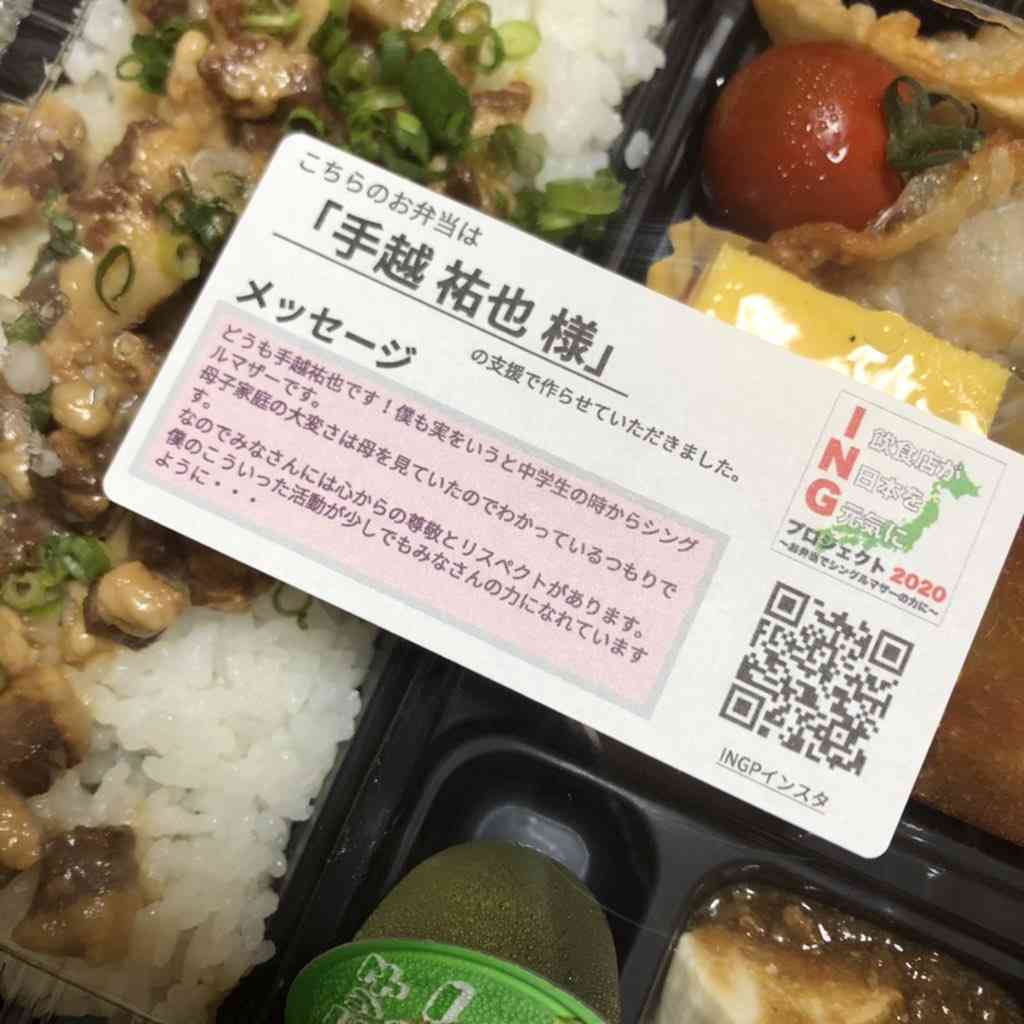 こちらのお弁当は
「手越 祐也 様」
の支援で作らせていただきました。
メッセージ
どうも手越祐也です！僕も実をいうと中学生の時からシング
ルマザーです。
母子家庭の大変さは母を見ていたのでわかっているつもりで
す。
なのでみなさんには心からの尊敬とリスペクトがあります。
僕のこういった活動が少しでもみなさんの力になれています
ように・・・
ING
飲食店が
日本を
元気に
プロジェクト 2020
～お弁当でシングルマザーの力に～
INGPインスタ